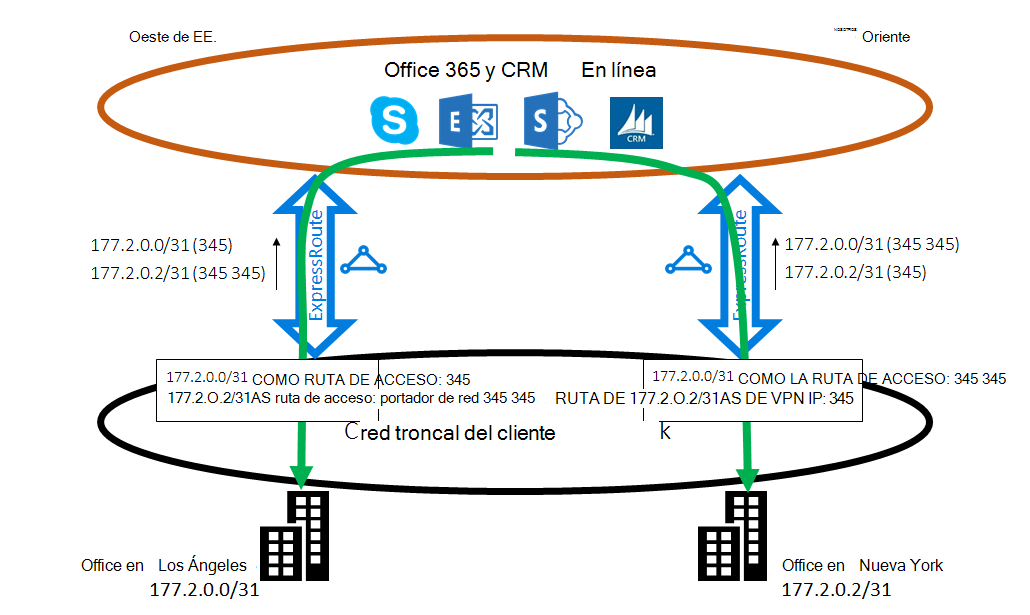 Oeste de EE.
Oriente
Office 365 y CRM En línea
S
E
S
CRM
ExpressRoute
ExpressRoute
177.2.0.0/31 (345)
177.2.0.2/31 (345 345)
177.2.0.0/31 (345 345)
177.2.0.2/31 (345)
177.2.0.0/31 COMO RUTA DE ACCESO: 345
177.2.O.2/31AS ruta de acceso: portador de red 345 345
177.2.0.0/31 COMO LA RUTA DE ACCESO: 345 345
RUTA DE 177.2.O.2/31AS DE VPN IP: 345
Cred troncal del cliente k
Office en Los Ángeles
177.2.0.0/31
Office en Nueva York
177.2.0.2/31